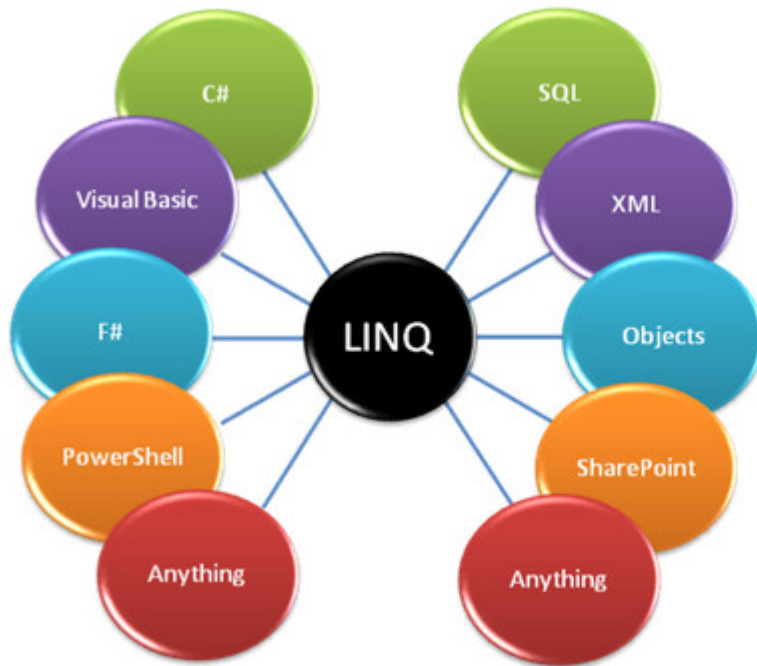 C#
SQL
Visual Basic
XML
F#
LINQ
Objects
PowerShell
SharePoint
Anything
Anything